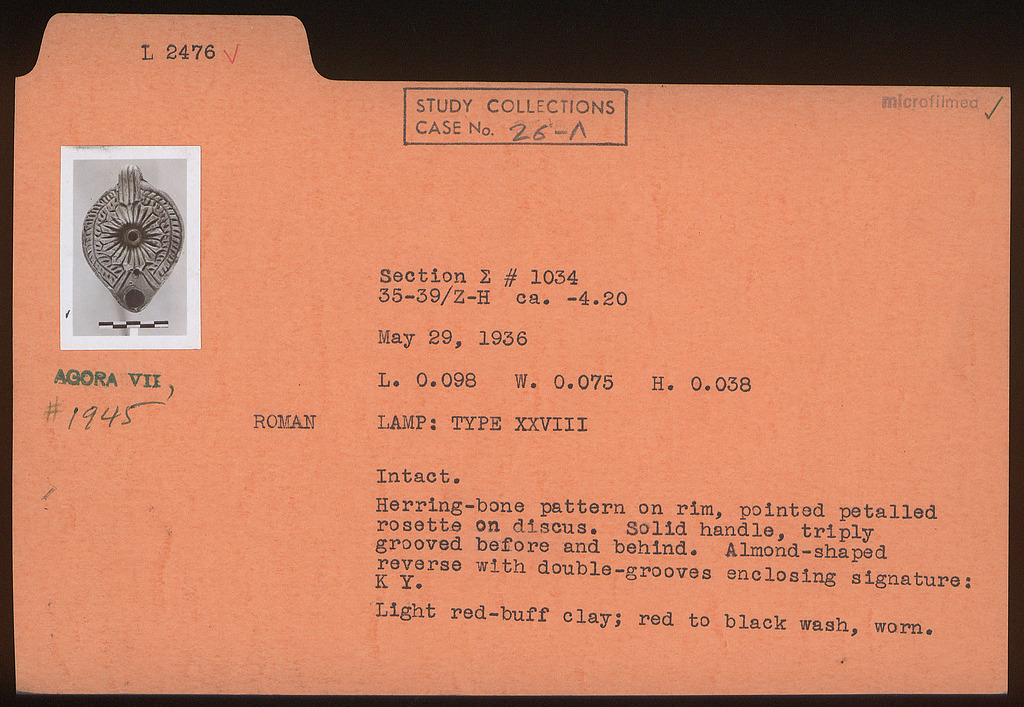 L 2476 ✓
STUDY COLLECTIONS
CASE No. 26-Λ
microfilmed ✓
Section Σ # 1034
35-39/Z-H ca. -4.20
May 29, 1936
L. 0.098 W. 0.075 H. 0.038
AGORA VII,
#1945
ROMAN LAMP: TYPE XXVIII
Intact.
Herring-bone pattern on rim, pointed petalled
rosette on discus. Solid handle, triply
grooved before and behind. Almond-shaped
reverse with double-grooves enclosing signature:
K Y.
Light red-buff clay; red to black wash, worn.